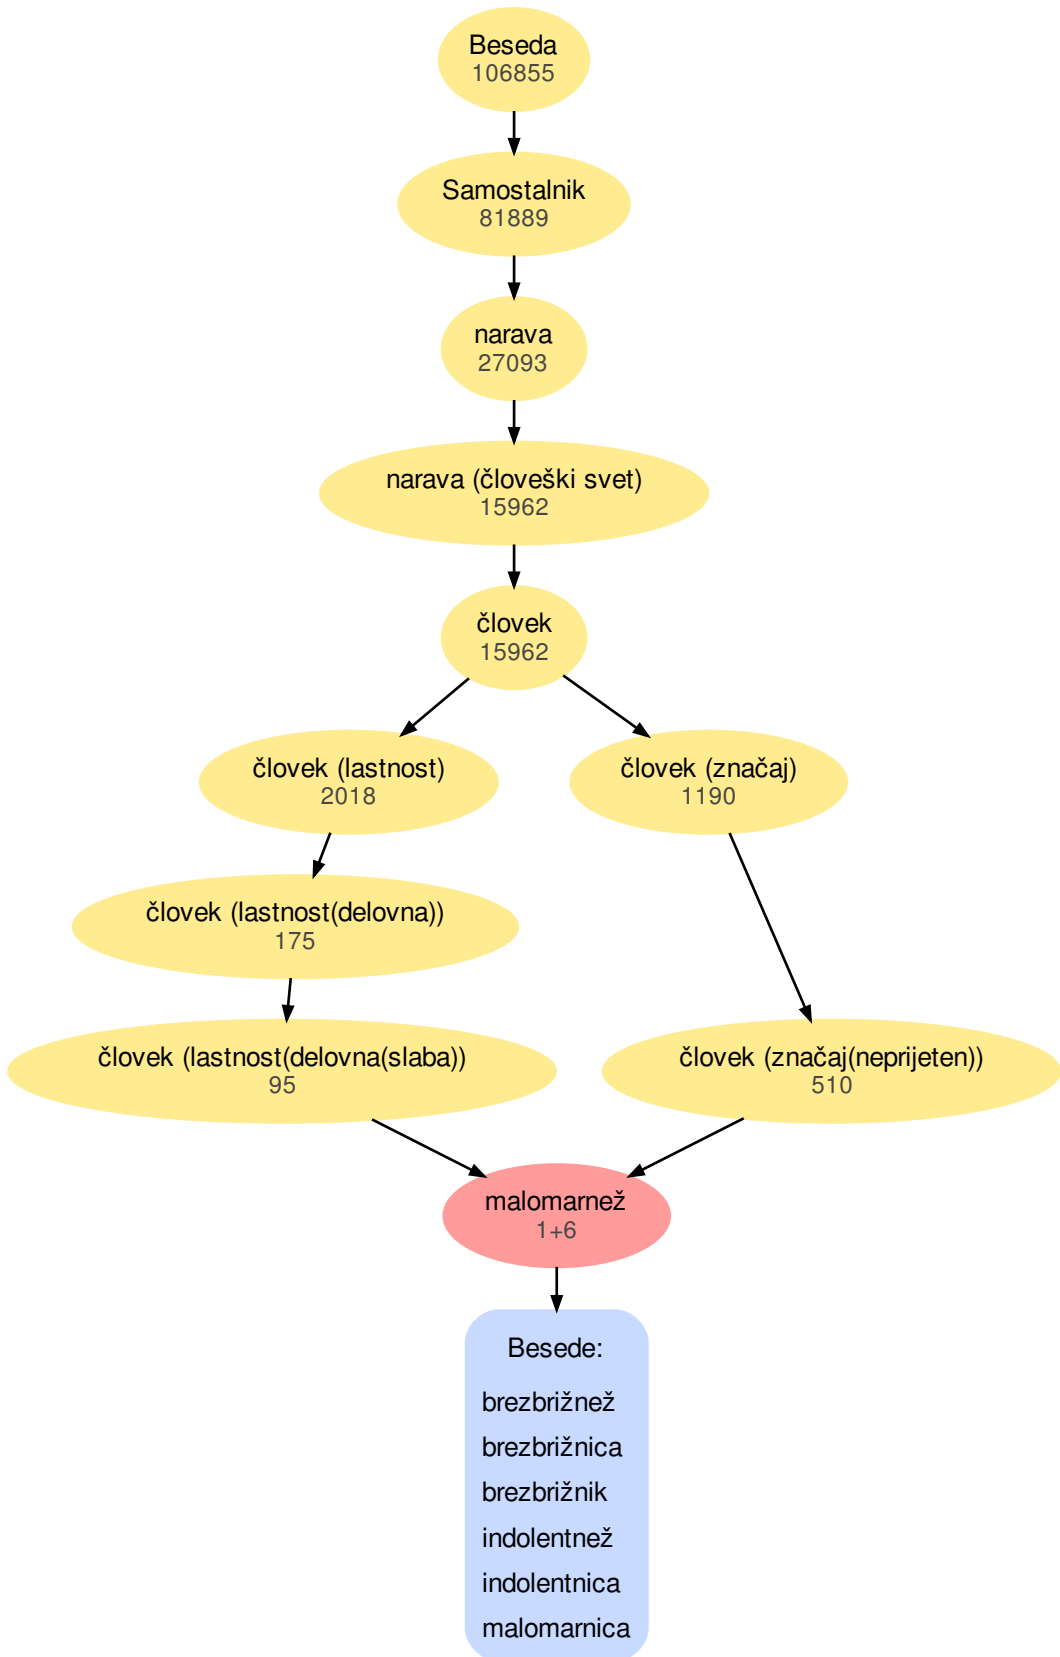 Beseda
106855
Samostalnik
81889
narava
27093
narava (človeški svet)
15962
človek
15962
človek (lastnost)
2018
človek (značaj)
1190
človek (lastnost(delovna))
175
človek (lastnost(delovna(slaba))
95
človek (značaj(neprijeten))
510
malomarnež
1+6
Besede:
brezbrižnež
brezbrižnica
brezbrižnik
indolentnež
indolentnica
malomarnica